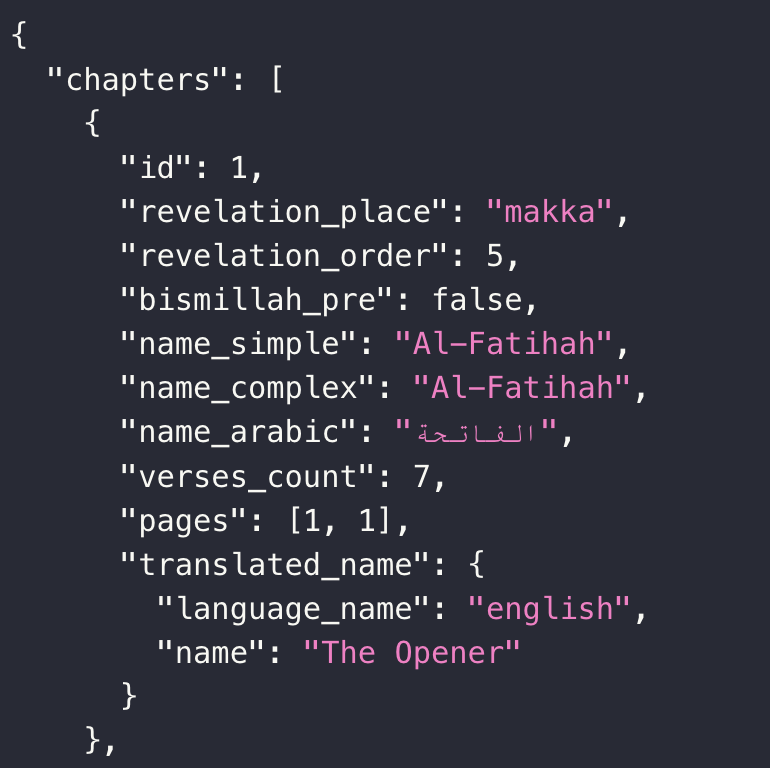 {
  "chapters": [
    {
      "id": 1,
      "revelation_place": "makka",
      "revelation_order": 5,
      "bismillah_pre": false,
      "name_simple": "Al-Fatihah",
      "name_complex": "Al-Fatihah",
      "name_arabic": "الفاتحة",
      "verses_count": 7,
      "pages": [1, 1],
      "translated_name": {
        "language_name": "english",
        "name": "The Opener"
      }
    },